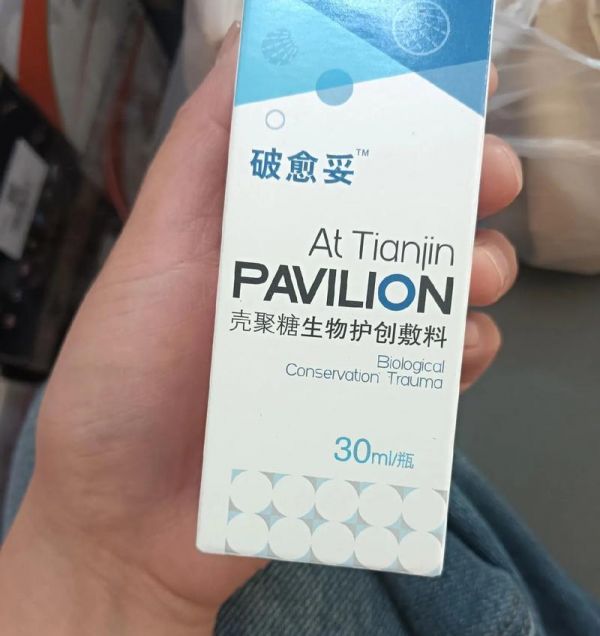 破愈妥™
At Tianjin
PAVILION
壳聚糖生物护创敷料
Biological
Conservation Trauma
30ml/瓶